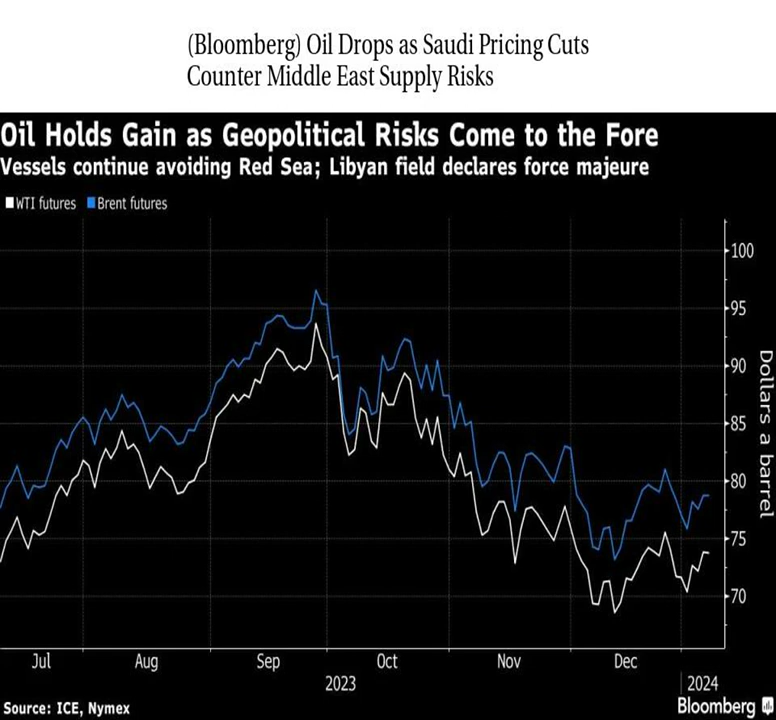 (Bloomberg) Oil Drops as Saudi Pricing Cuts
Counter Middle East Supply Risks
Oil Holds Gain as Geopolitical Risks Come to the Fore
Vessels continue avoiding Red Sea; Libyan field declares force majeure
WTI futures Brent futures
100
95
90
85
80
75
70
Dollars a barrel
Jul Aug Sep Oct Nov Dec
2023 2024
Source: ICE, Nymex
Bloomberg